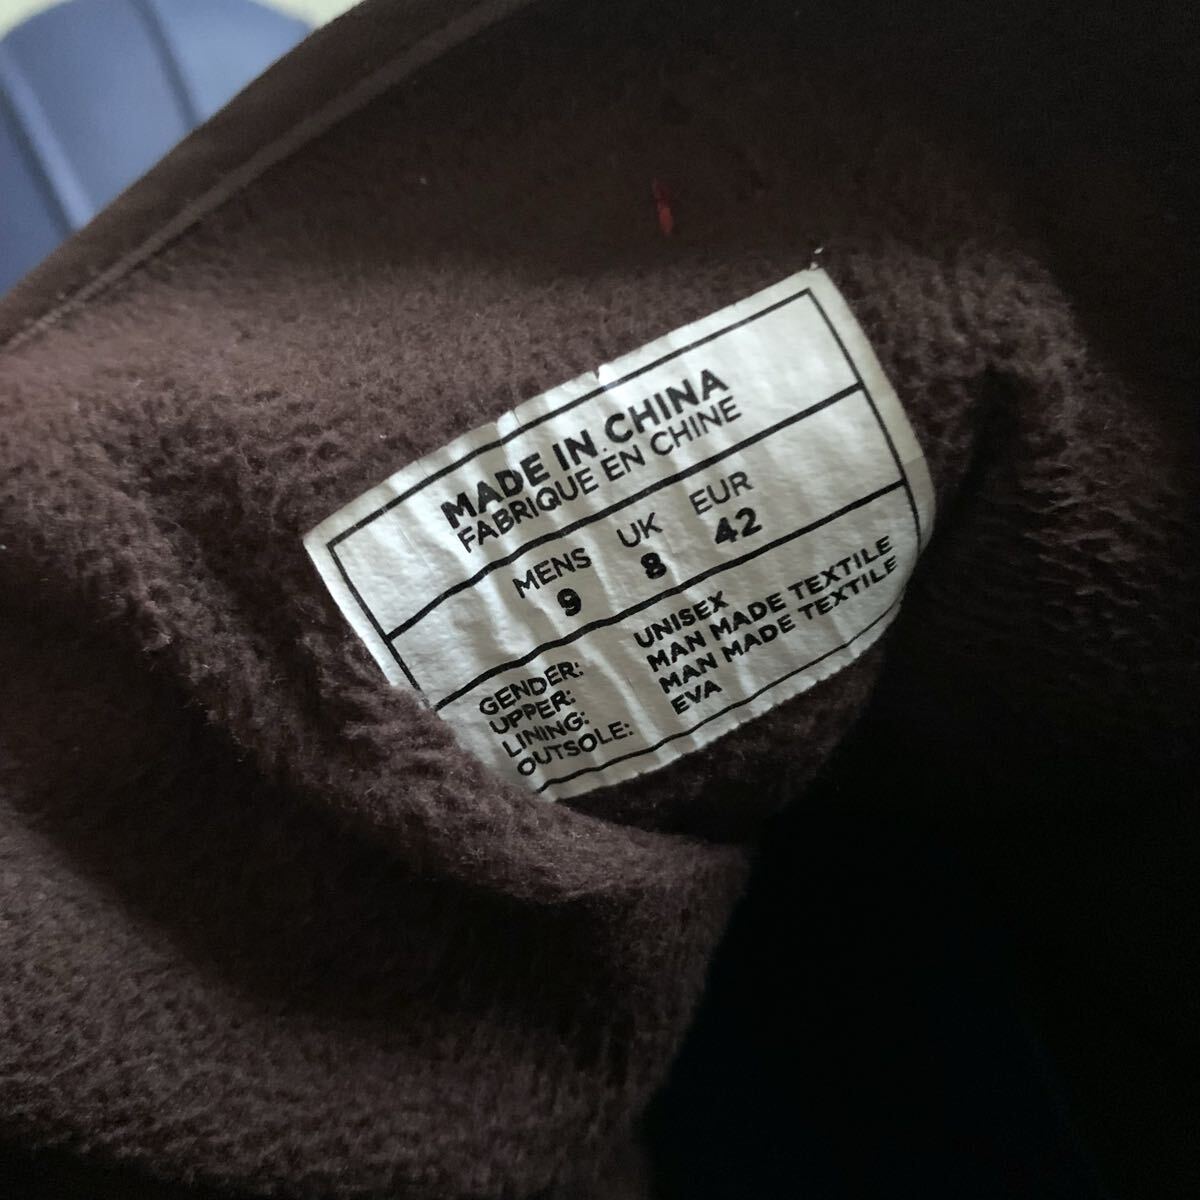 MADE IN CHINA
FABRIQUE EN CHINE
MENS UK EUR
9 8 42
GENDER: UNISEX
UPPER: MAN MADE TEXTILE
LINING: MAN MADE TEXTILE
OUTSOLE: EVA